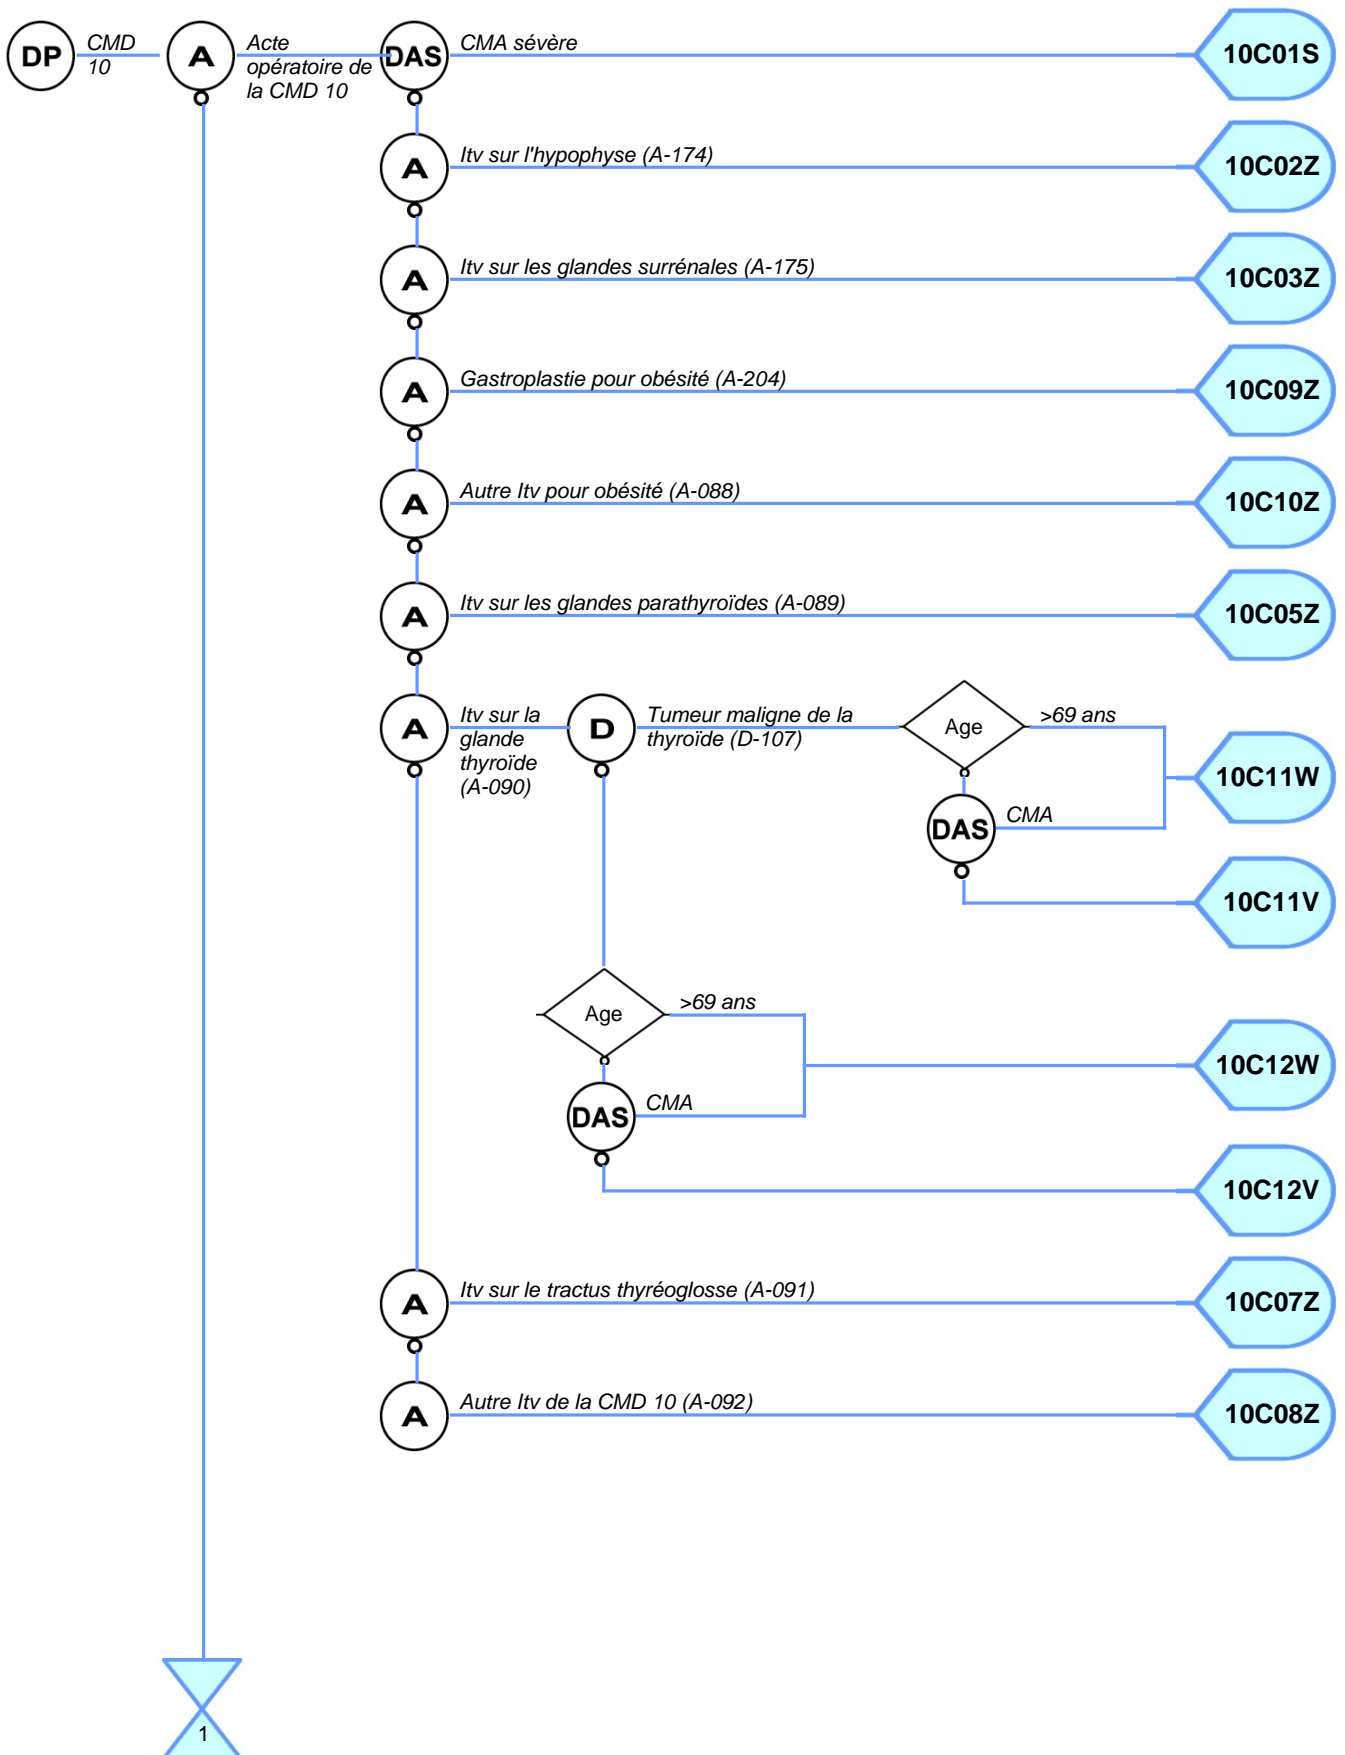 DP
CMD
10
A
Acte
opératoire de
la CMD 10
DAS
CMA sévère
10C01S
A
Itv sur l'hypophyse (A-174)
10C02Z
A
Itv sur les glandes surrénales (A-175)
10C03Z
A
Gastroplastie pour obésité (A-204)
10C09Z
A
Autre Itv pour obésité (A-088)
10C10Z
A
Itv sur les glandes parathyroïdes (A-089)
10C05Z
A
Itv sur la
glande
thyroïde
(A-090)
D
Tumeur maligne de la
thyroïde (D-107)
Age
>69 ans
10C11W
DAS
CMA
10C11V
Age
>69 ans
10C12W
DAS
CMA
10C12V
A
Itv sur le tractus thyréoglosse (A-091)
10C07Z
A
Autre Itv de la CMD 10 (A-092)
10C08Z
1